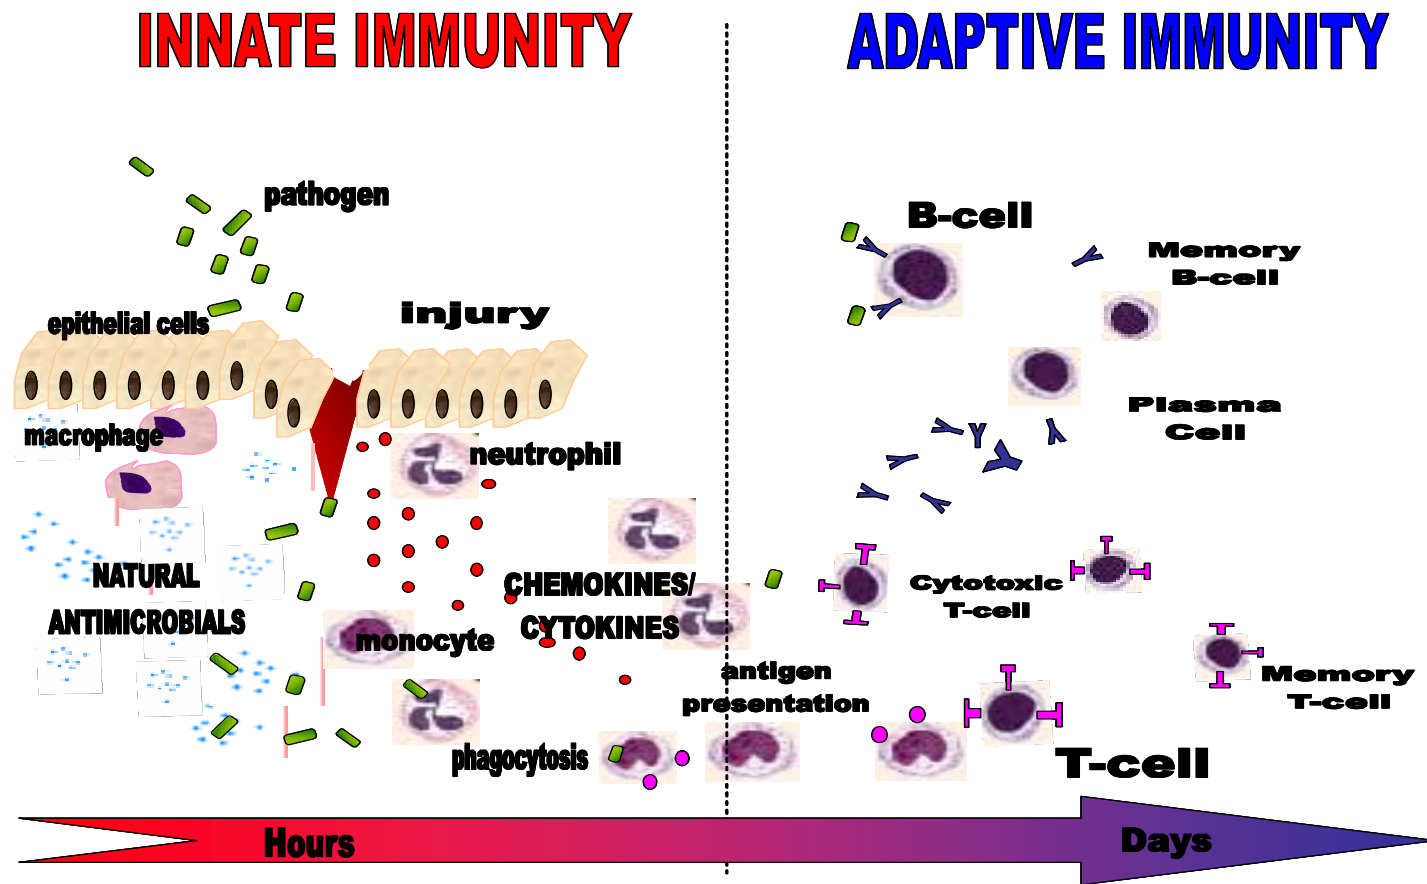 INNATE IMMUNITY
ADAPTIVE IMMUNITY
pathogen
epithelial cells
injury
macrophage
neutrophil
NATURAL
ANTIMICROBIALS
CHEMOKINES/
CYTOKINES
monocyte
phagocytosis
antigen
presentation
B-cell
Memory
B-cell
Plasma
Cell
Cytotoxic
T-cell
Memory
T-cell
T-cell
Hours
Days